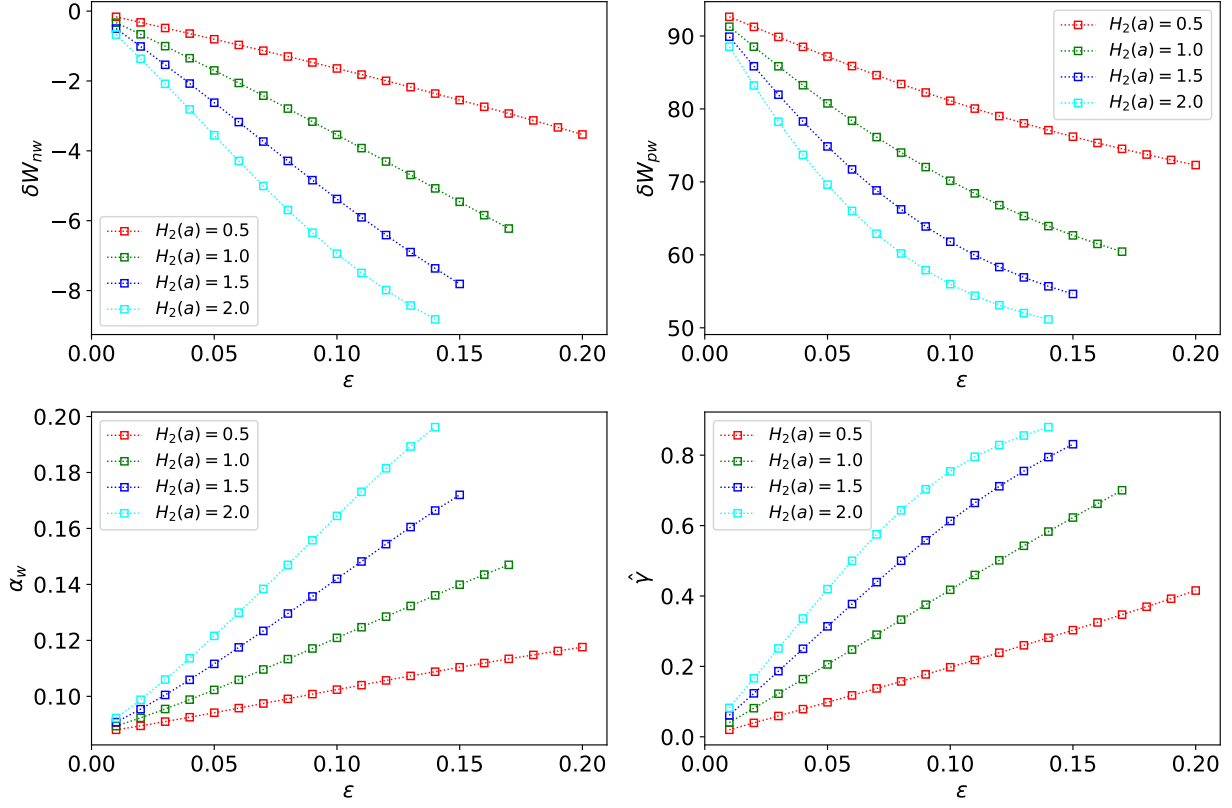 0
−2
−4
−6
−8
δW_{nw}
H_2(a) = 0.5
H_2(a) = 1.0
H_2(a) = 1.5
H_2(a) = 2.0
0.00 0.05 0.10 0.15 0.20
ε
90
80
70
60
50
δW_{pw}
H_2(a) = 0.5
H_2(a) = 1.0
H_2(a) = 1.5
H_2(a) = 2.0
0.00 0.05 0.10 0.15 0.20
ε
0.20
0.18
0.16
0.14
0.12
0.10
α_w
H_2(a) = 0.5
H_2(a) = 1.0
H_2(a) = 1.5
H_2(a) = 2.0
0.00 0.05 0.10 0.15 0.20
ε
0.8
0.6
0.4
0.2
0.0
γ̂
H_2(a) = 0.5
H_2(a) = 1.0
H_2(a) = 1.5
H_2(a) = 2.0
0.00 0.05 0.10 0.15 0.20
ε